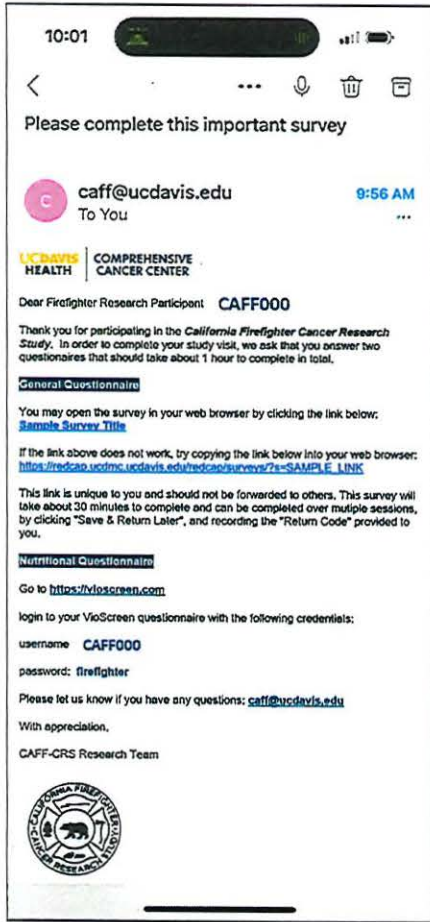 10:01
Please complete this important survey
C
caff@ucdavis.edu
9:56 AM
To You
UCDAVIS HEALTH
COMPREHENSIVE CANCER CENTER
Dear Firefighter Research Participant CAFF000
Thank you for participating in the California Firefighter Cancer Research
Study. In order to complete your study visit, we ask that you answer two
questionaires that should take about 1 hour to complete in total.
General Questionnaire
You may open the survey in your web browser by clicking the link below:
Sample Survey Title
If the link above does not work, try copying the link below into your web browser:
https://redcap.ucdmc.ucdavis.edu/redcap/surveys/?s=SAMPLE_LINK
This link is unique to you and should not be forwarded to others. This survey will
take about 30 minutes to complete and can be completed over mutiple sessions,
by clicking "Save & Return Later", and recording the "Return Code" provided to
you.
Nutritional Questionnaire
Go to https://vioscreen.com
login to your VioScreen questionnaire with the following credentials:
username CAFF000
password: firefighter
Please let us know if you have any questions: caff@ucdavis.edu
With appreciation,
CAFF-CRS Research Team
CALIFORNIA FIREFIGHTER
CANCER RESEARCH STUDY